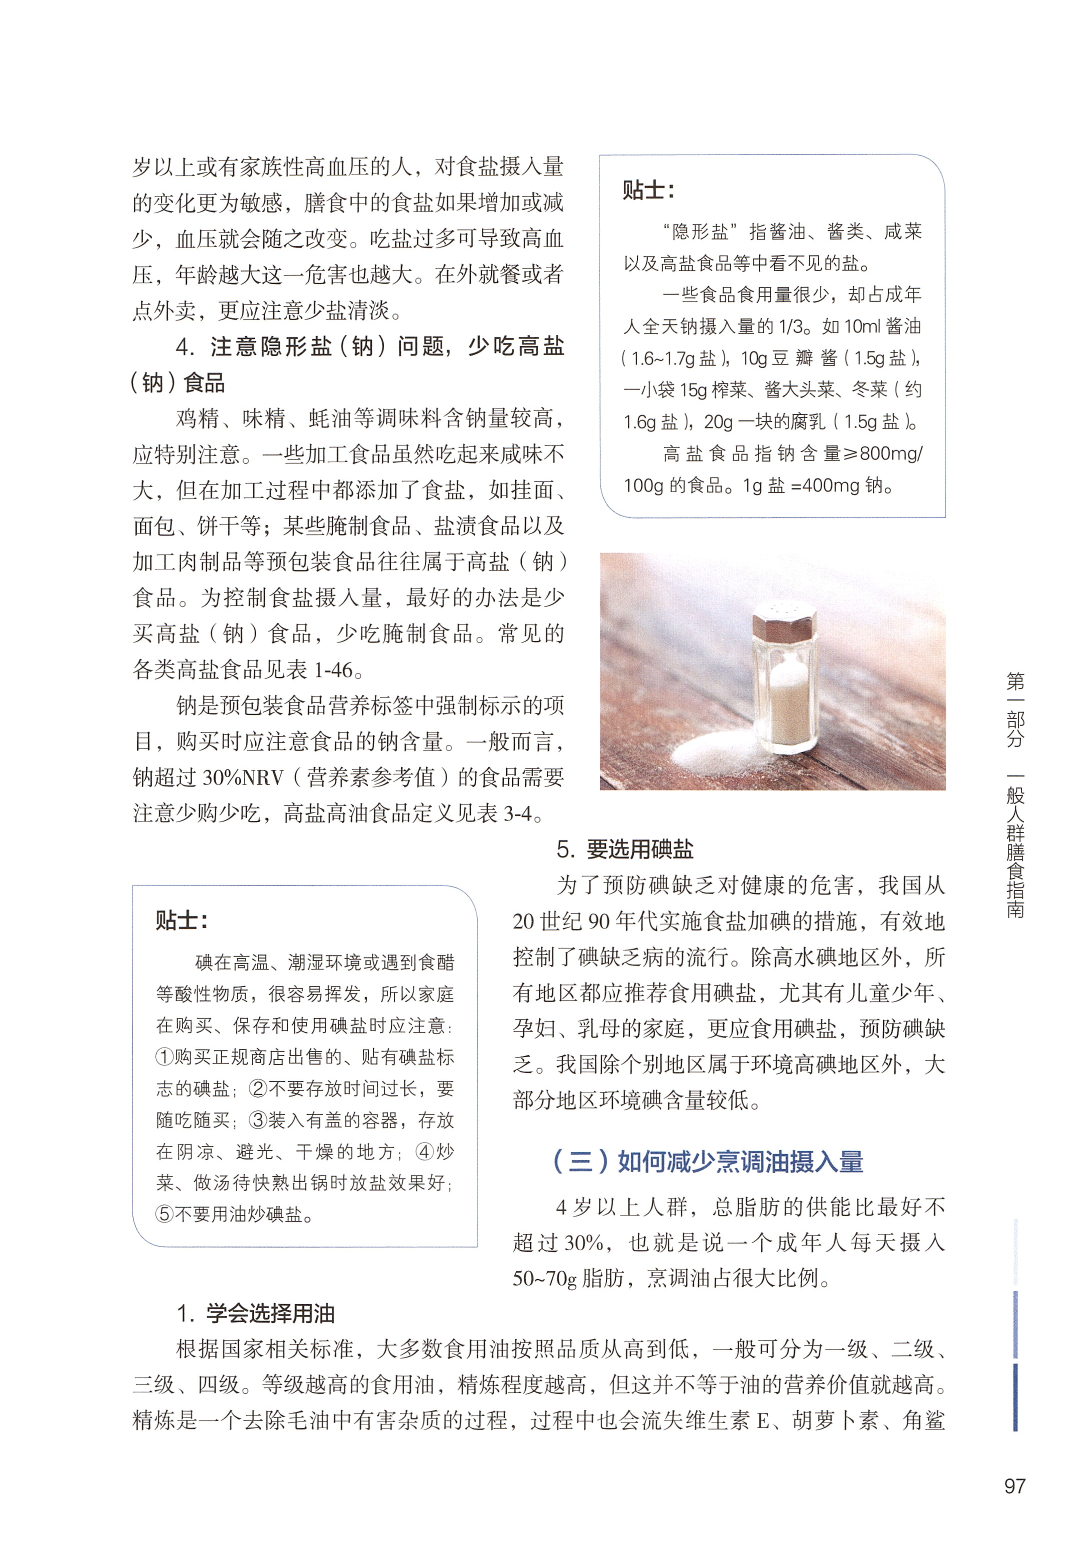 岁以上或有家族性高血压的人，对食盐摄入量
的变化更为敏感，膳食中的食盐如果增加或减
少，血压就会随之改变。吃盐过多可导致高血
压，年龄越大这一危害也越大。在外就餐或者
点外卖，更应注意少盐清淡。
4. 注意隐形盐（钠）问题，少吃高盐
（钠）食品
鸡精、味精、蚝油等调味料含钠量较高，
应特别注意。一些加工食品虽然吃起来咸味不
大，但在加工过程中都添加了食盐，如挂面、
面包、饼干等；某些腌制食品、盐渍食品以及
加工肉制品等预包装食品往往属于高盐（钠）
食品。为控制食盐摄入量，最好的办法是少
买高盐（钠）食品，少吃腌制食品。常见的
各类高盐食品见表 1-46。
钠是预包装食品营养标签中强制标示的项
目，购买时应注意食品的钠含量。一般而言，
钠超过 30%NRV（营养素参考值）的食品需要
注意少购少吃，高盐高油食品定义见表 3-4。
贴士：
“隐形盐”指酱油、酱类、咸菜
以及高盐食品等中看不见的盐。
一些食品食用量很少，却占成年
人全天钠摄入量的 1/3。如 10ml 酱油
（1.6~1.7g 盐），10g 豆瓣酱（1.5g 盐），
一小袋 15g 榨菜、酱大头菜、冬菜（约
1.6g 盐），20g 一块的腐乳（1.5g 盐）。
高盐食品指钠含量≥800mg/
100g 的食品。1g 盐 =400mg 钠。
5. 要选用碘盐
为了预防碘缺乏对健康的危害，我国从
20 世纪 90 年代实施食盐加碘的措施，有效地
控制了碘缺乏病的流行。除高水碘地区外，所
有地区都应推荐食用碘盐，尤其有儿童少年、
孕妇、乳母的家庭，更应食用碘盐，预防碘缺
乏。我国除个别地区属于环境高碘地区外，大
部分地区环境碘含量较低。
贴士：
碘在高温、潮湿环境或遇到食醋
等酸性物质，很容易挥发，所以家庭
在购买、保存和使用碘盐时应注意：
①购买正规商店出售的、贴有碘盐标
志的碘盐；②不要存放时间过长，要
随吃随买；③装入有盖的容器，存放
在阴凉、避光、干燥的地方；④炒
菜、做汤待快熟出锅时放盐效果好；
⑤不要用油炒碘盐。
（三）如何减少烹调油摄入量
4 岁以上人群，总脂肪的供能比最好不
超过 30%，也就是说一个成年人每天摄入
50~70g 脂肪，烹调油占很大比例。
1. 学会选择用油
根据国家相关标准，大多数食用油按照品质从高到低，一般可分为一级、二级、
三级、四级。等级越高的食用油，精炼程度越高，但这并不等于油的营养价值就越高。
精炼是一个去除毛油中有害杂质的过程，过程中也会流失维生素 E、胡萝卜素、角鲨
第一部分 一般人群膳食指南
97